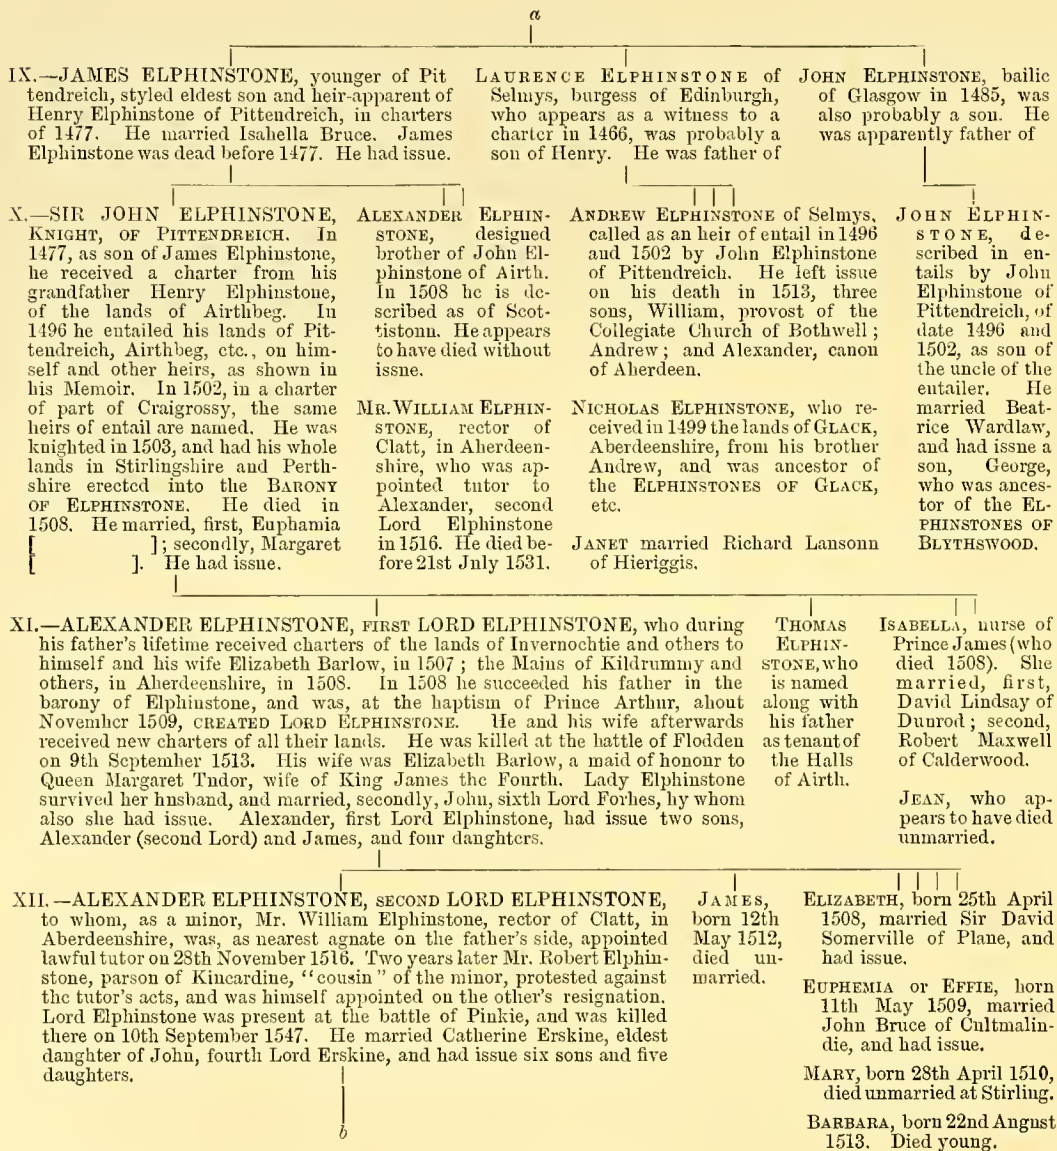 a
IX.—JAMES ELPHINSTONE, younger of Pit
tendreich, styled eldest son and heir-apparent of
Henry Elphinstone of Pittendreich, in charters
of 1477. He married Isahella Bruce. James
Elphinstone was dead before 1477. He had issue.
LAURENCE ELPHINSTONE of
Selmys, burgess of Edinburgh,
who appears as a witness to a
charter in 1466, was probably a
son of Henry. He was father of
JOHN ELPHINSTONE, bailic
of Glasgow in 1485, was
also probably a son. He
was apparently father of
X.—SIR JOHN ELPHINSTONE,
KNIGHT, OF PITTENDREICH. In
1477, as son of James Elphinstone,
he received a charter from his
grandfather Henry Elphinstone,
of the lands of Airthbeg. In
1496 he entailed his lands of Pit-
tendreich, Airthbeg, etc., on him-
self and other heirs, as shown in
his Memoir. In 1502, in a charter
of part of Craigrossy, the same
heirs of entail are named. He was
knighted in 1503, and had his whole
lands in Stirlingshire and Perth-
shire erected into the BARONY
OF ELPHINSTONE. He died in
1508. He married, first, Euphamia
[ ]; secondly, Margaret
[ ]. He had issue.
ALEXANDER ELPHIN-
STONE, designed
brother of John El-
phinstone of Airth.
In 1508 he is de-
scribed as of Scot-
tistoun. He appears
to have died without
issne.
MR. WILLIAM ELPHIN-
STONE, rector of
Clatt, in Aherdeen-
shire, who was ap-
pointed tutor to
Alexander, second
Lord Elphinstone
in 1516. He died be-
fore 21st Jnly 1531.
ANDREW ELPHINSTONE of Selmys,
called as an heir of entail in 1496
and 1502 by John Elphinstone
of Pittendreich. He left issue
on his death in 1513, three
sons, William, provost of the
Collegiate Church of Bothwell;
Andrew; and Alexander, canon
of Aherdeen.
NICHOLAS ELPHINSTONE, who re-
ceived in 1499 the lands of GLACK,
Aberdeenshire, from his brother
Andrew, and was ancestor of
the ELPHINSTONES OF GLACK,
etc.
JANET married Richard Lansonn
of Hieriggis.
JOHN ELPHIN-
STONE, de-
scribed in en-
tails by John
Elphinstone of
Pittendreich, of
date 1496 and
1502, as son of
the uncle of the
entailer. He
married Beat-
rice Wardlaw,
and had issne a
son, George,
who was ances-
tor of the EL-
PHINSTONES OF
BLYTHSWOOD.
XI.—ALEXANDER ELPHINSTONE, FIRST LORD ELPHINSTONE, who during
his father's lifetime received charters of the lands of Invernochtie and others to
himself and his wife Elizabeth Barlow, in 1507; the Mains of Kildrummy and
others, in Aherdeenshire, in 1508. In 1508 he succeeded his father in the
barony of Elphinstone, and was, at the haptism of Prince Arthur, about
Novemher 1509, CREATED LORD ELPHINSTONE. He and his wife afterwards
received new charters of all their lands. He was killed at the hattle of Flodden
on 9th Septemher 1513. His wife was Elizabeth Barlow, a maid of honour to
Queen Margaret Tndor, wife of King James the Fourth. Lady Elphinstone
survived her hnsband, and married, secondly, John, sixth Lord Forhes, hy whom
also she had issue. Alexander, first Lord Elphinstone, had issue two sons,
Alexander (second Lord) and James, and four daughters.
THOMAS
ELPHIN-
STONE, who
is named
along with
his father
as tenant of
the Halls
of Airth.
ISABELLA, nurse of
Prince James (who
died 1508). She
married, first,
David Lindsay of
Dunrod; second,
Robert Maxwell
of Calderwood.
JEAN, who ap-
pears to have died
unmarried.
XII.—ALEXANDER ELPHINSTONE, SECOND LORD ELPHINSTONE,
to whom, as a minor, Mr. William Elphinstone, rector of Clatt, in
Aberdeenshire, was, as nearest agnate on the father's side, appointed
lawful tutor on 28th November 1516. Two years later Mr. Robert Elphin-
stone, parson of Kincardine, "cousin" of the minor, protested against
the tutor's acts, and was himself appointed on the other's resignation.
Lord Elphinstone was present at the battle of Pinkie, and was killed
there on 10th September 1547. He married Catherine Erskine, eldest
daughter of John, fourth Lord Erskine, and had issue six sons and five
daughters.
JAMES,
born 12th
May 1512,
died un-
married.
ELIZABETH, born 25th April
1508, married Sir David
Somerville of Plane, and
had issue.
EUPHEMIA or EFFIE, horn
11th May 1509, married
John Bruce of Cnltmalin-
die, and had issue.
MARY, born 28th April 1510,
died unmarried at Stirling.
BARBARA, born 22nd Angnst
1513. Died young.
b